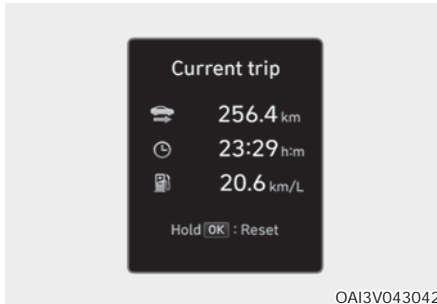 Current trip
256.4 km
23:29 h:m
20.6 km/L
Hold OK : Reset
OAI3V043042